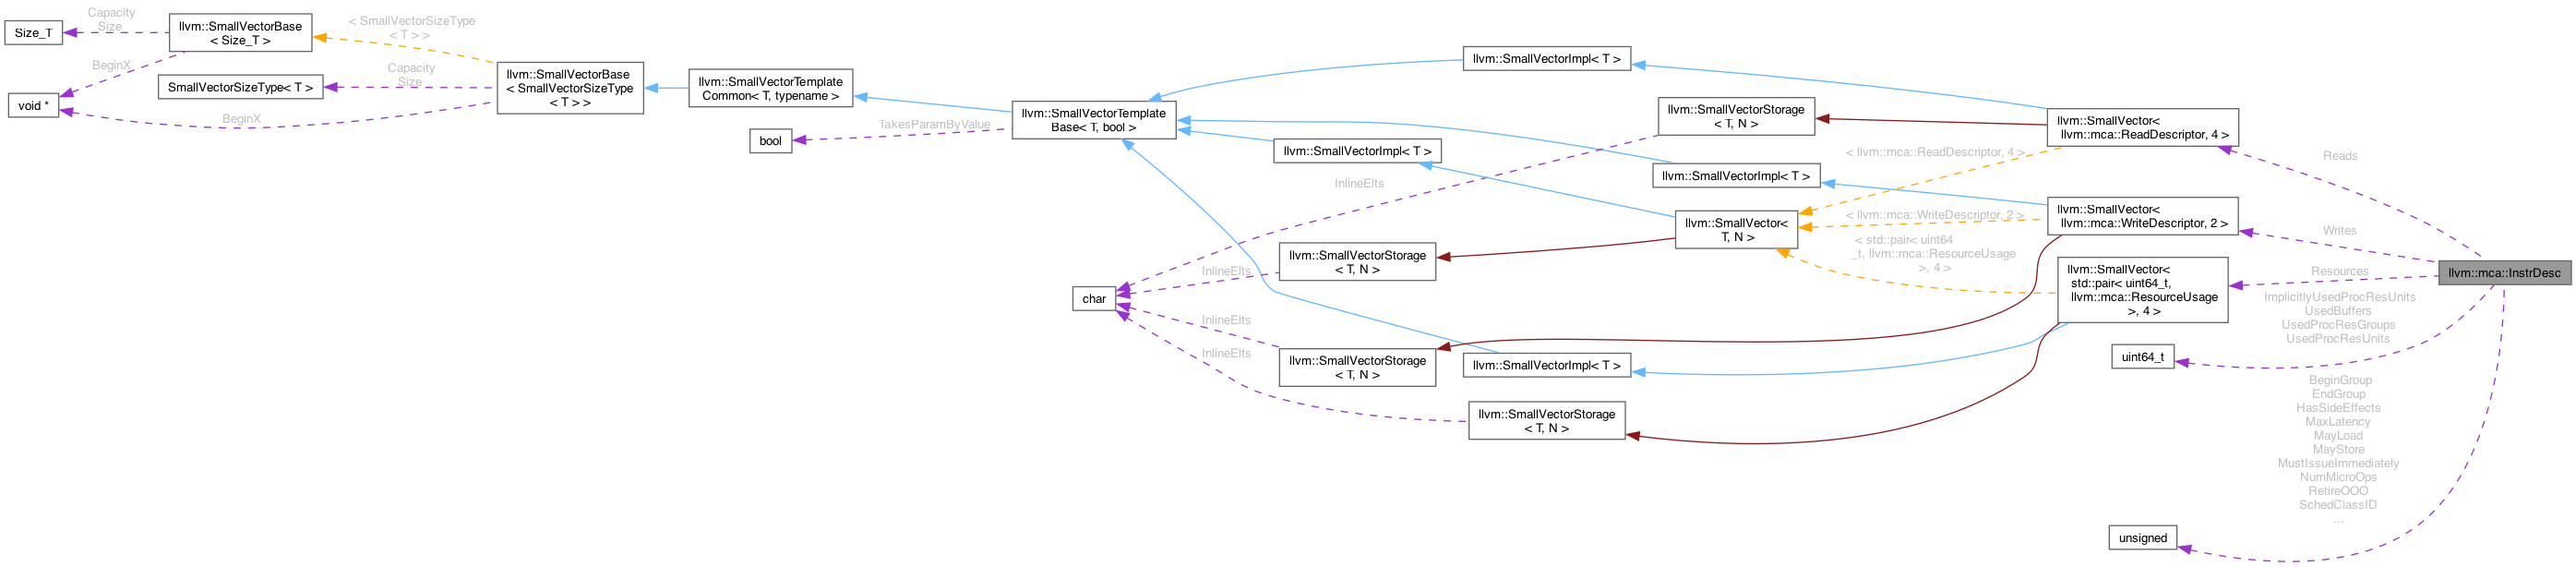 Size_T
Capacity
Size
llvm::SmallVectorBase
< Size_T >
< SmallVectorSizeType
< T > >
BeginX
void *
SmallVectorSizeType< T >
Capacity
Size
BeginX
llvm::SmallVectorBase
< SmallVectorSizeType
< T > >
llvm::SmallVectorTemplate
Common< T, typename >
bool
TakesParamByValue
llvm::SmallVectorTemplate
Base< T, bool >
llvm::SmallVectorImpl< T >
llvm::SmallVectorImpl< T >
llvm::SmallVectorStorage
< T, N >
llvm::SmallVectorImpl< T >
InlineElts
char
InlineElts
InlineElts
InlineElts
llvm::SmallVectorStorage
< T, N >
llvm::SmallVectorStorage
< T, N >
llvm::SmallVectorImpl< T >
llvm::SmallVectorStorage
< T, N >
llvm::SmallVector<
T, N >
< llvm::mca::ReadDescriptor, 4 >
< llvm::mca::WriteDescriptor, 2 >
< std::pair< uint64
_t, llvm::mca::ResourceUsage
>, 4 >
llvm::SmallVector<
llvm::mca::ReadDescriptor, 4 >
llvm::SmallVector<
llvm::mca::WriteDescriptor, 2 >
llvm::SmallVector<
std::pair< uint64_t,
llvm::mca::ResourceUsage
>, 4 >
Reads
Writes
Resources
llvm::mca::InstrDesc
ImplicitlyUsedProcResUnits
UsedBuffers
UsedProcResGroups
UsedProcResUnits
uint64_t
BeginGroup
EndGroup
HasSideEffects
MaxLatency
MayLoad
MayStore
MustIssueImmediately
NumMicroOps
RetireOOO
SchedClassID
...
unsigned